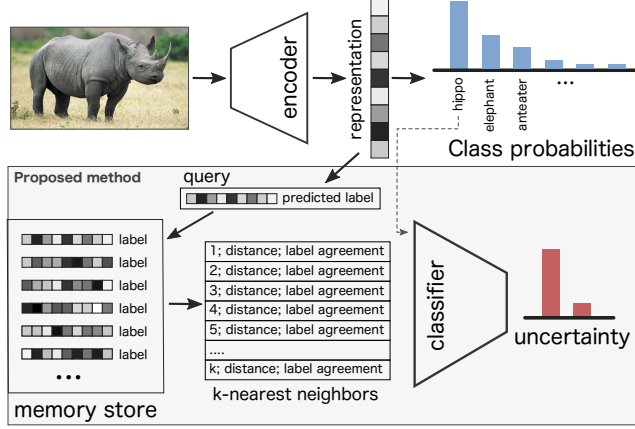 encoder
representation
hippo
elephant
anteater
...
Class probabilities
Proposed method
query
predicted label
label
label
label
label
label
label
...
memory store
1; distance; label agreement
2; distance; label agreement
3; distance; label agreement
4; distance; label agreement
5; distance; label agreement
....
k; distance; label agreement
k-nearest neighbors
classifier
uncertainty